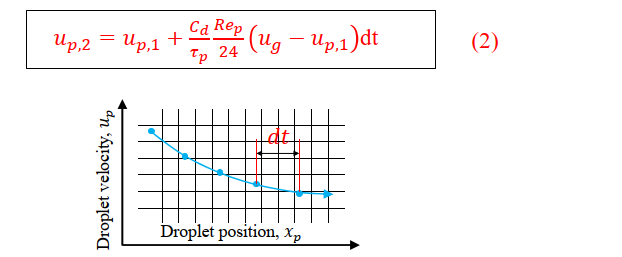 u_{p,2} = u_{p,1} + \frac{C_d}{τ_p} \frac{Re_p}{24} (u_g − u_{p,1})dt (2)
dt
Droplet velocity, u_p
Droplet position, x_p